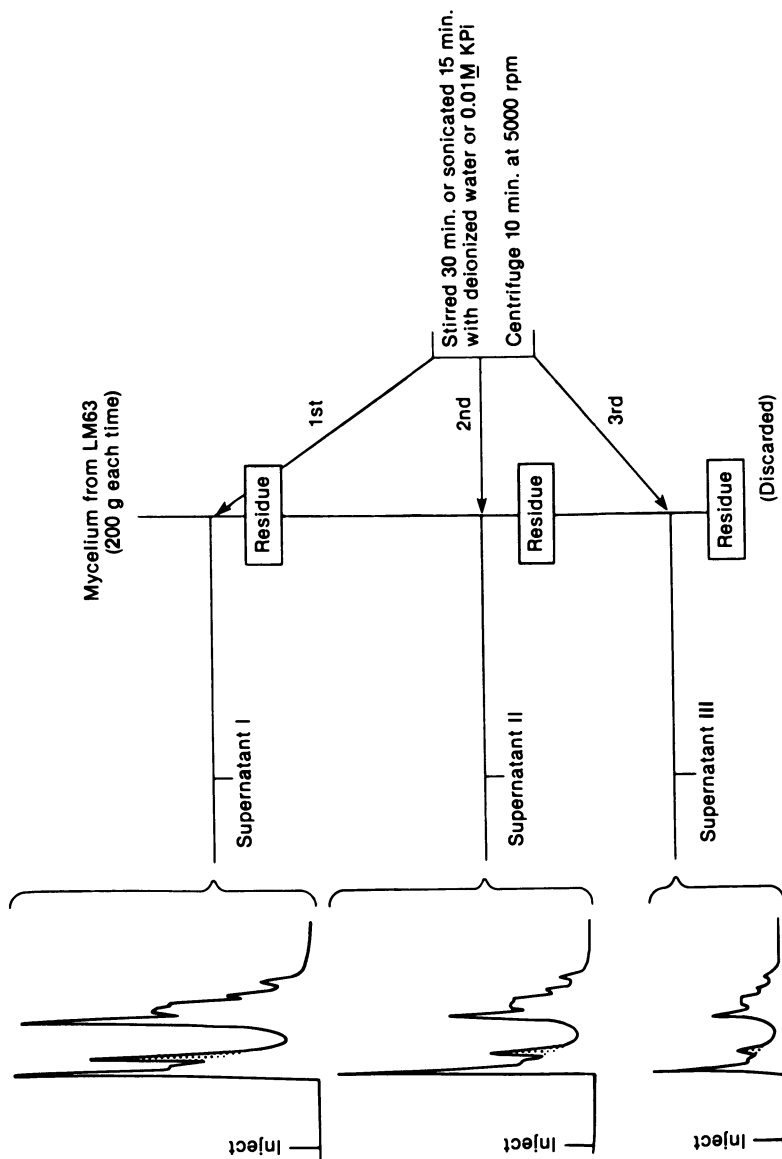 Mycelium from LM63
(200 g each time)
Stirred 30 min. or sonicated 15 min.
with deionized water or 0.01M KPi
Centrifuge 10 min. at 5000 rpm
1st
Residue
Supernatant I
Inject
2nd
Residue
Supernatant II
Inject
3rd
Residue
(Discarded)
Supernatant III
Inject